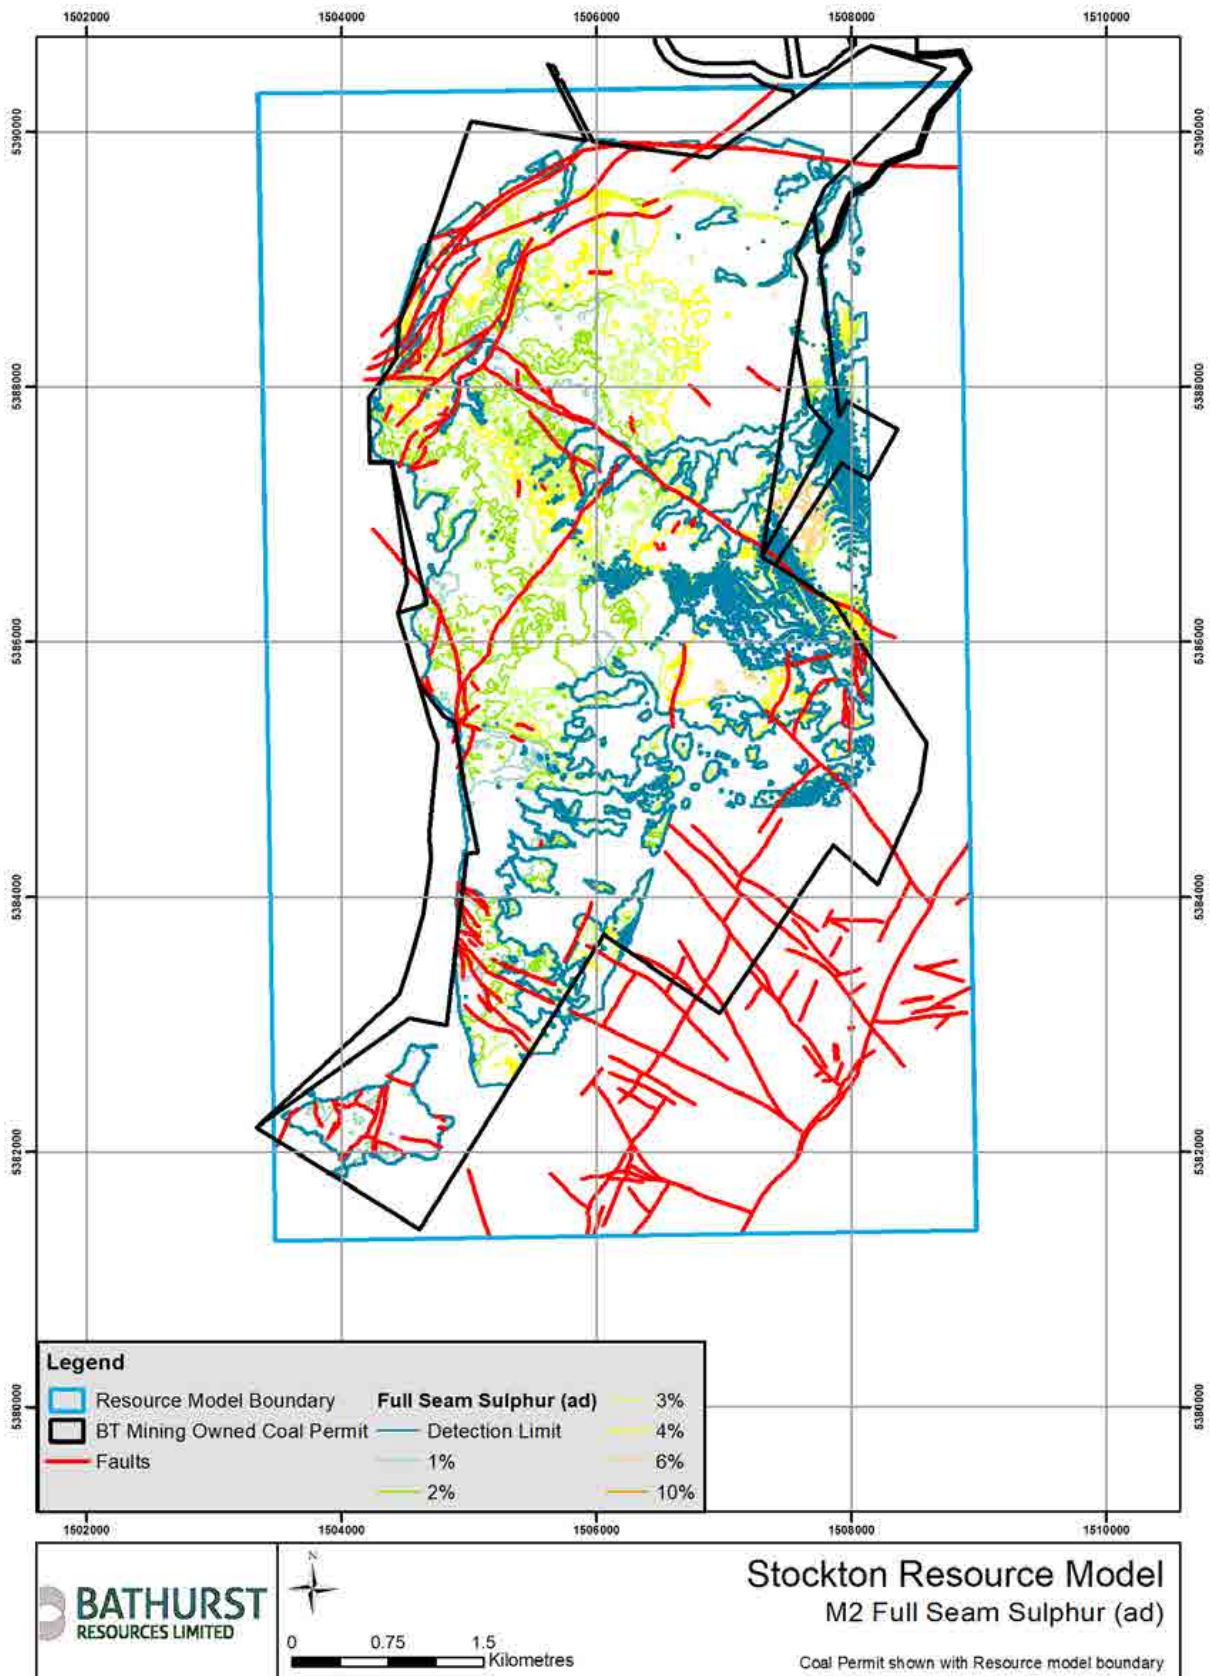 1502000 1504000 1506000 1508000 1510000
5390000 5390000
5388000 5388000
5386000 5386000
5384000 5384000
5382000 5382000
5380000 5380000
Legend
Resource Model Boundary
BT Mining Owned Coal Permit
Faults
Full Seam Sulphur (ad)
Detection Limit
1%
2%
3%
4%
6%
10%
1502000 1504000 1506000 1508000 1510000
BATHURST
RESOURCES LIMITED
N
0 0.75 1.5
Kilometres
Stockton Resource Model
M2 Full Seam Sulphur (ad)
Coal Permit shown with Resource model boundary